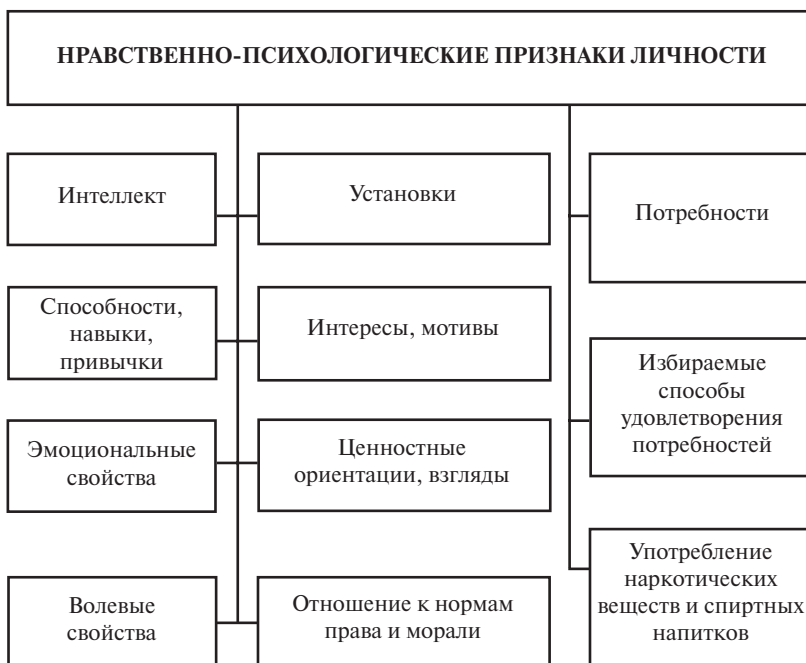 НРАВСТВЕННО-ПСИХОЛОГИЧЕСКИЕ ПРИЗНАКИ ЛИЧНОСТИ
Интеллект
Установки
Потребности
Способности,
навыки,
привычки
Интересы, мотивы
Избираемые
способы
удовлетворения
потребностей
Эмоциональные
свойства
Ценностные
ориентации, взгляды
Волевые
свойства
Отношение к нормам
права и морали
Употребление
наркотических
веществ и спиртных
напитков